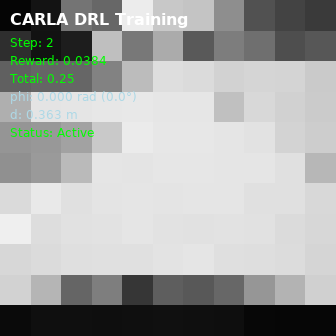 CARLA DRL Training
Step: 2
Reward: 0.0384
Total: 0.25
phi: 0.000 rad (0.0°)
d: 0.363 m
Status: Active